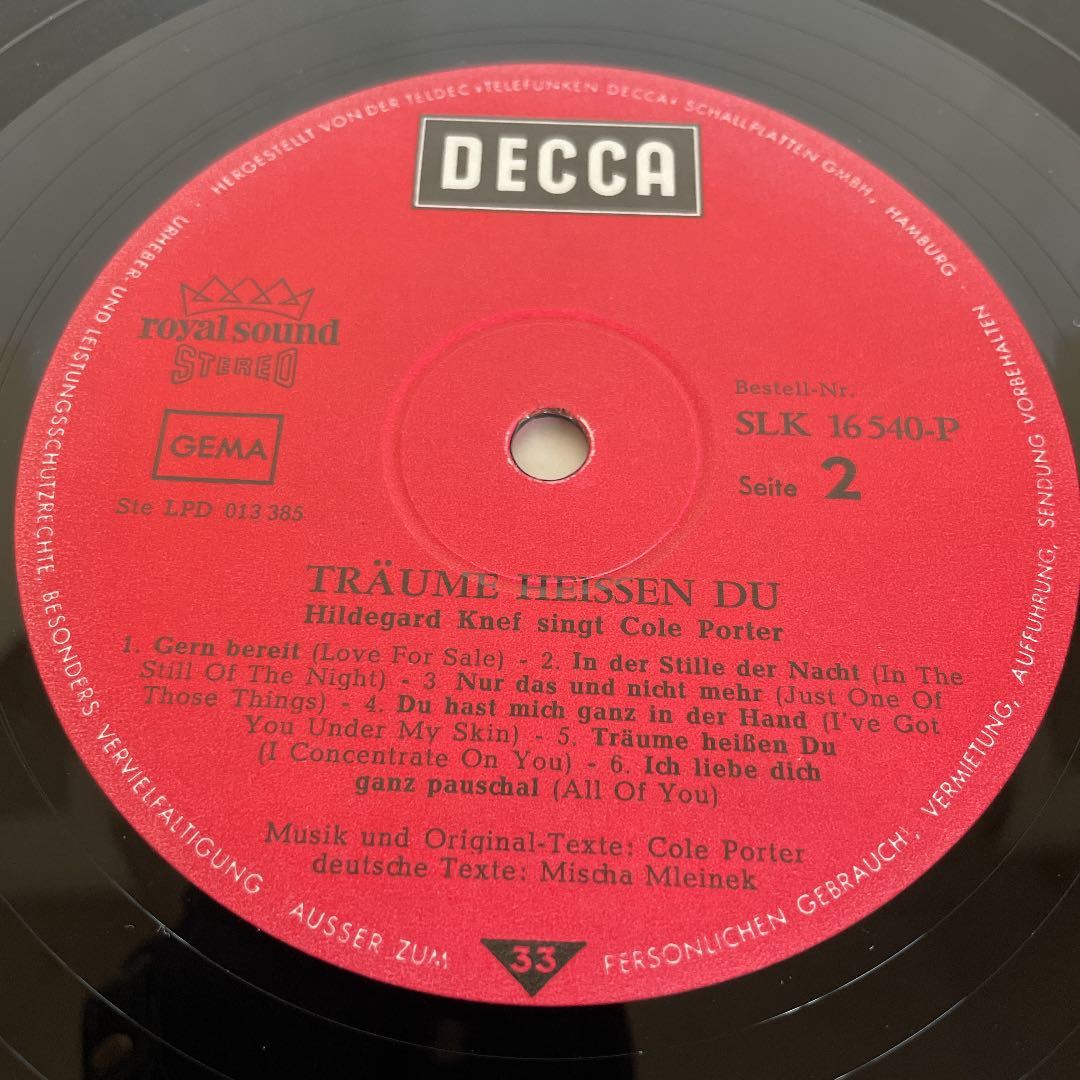 HERGESTELLT VON DER TELDEC »TELEFUNKEN DECCA« SCHALLPLATTEN GMBH, HAMBURG
DECCA
royal sound
STEREO
GEMA
Ste LPD 013 385
Bestell-Nr.
SLK 16 540-P
Seite 2
TRÄUME HEISSEN DU
Hildegard Knef singt Cole Porter
1. Gern bereit (Love For Sale) - 2. In der Stille der Nacht (In The
Still Of The Night) - 3. Nur das und nicht mehr (Just One Of
Those Things) - 4. Du hast mich ganz in der Hand (I've Got
You Under My Skin) - 5. Träume heißen Du
(I Concentrate On You) - 6. Ich liebe dich
ganz pauschal (All Of You)
Musik und Original-Texte: Cole Porter
deutsche Texte: Mischa Mleinek
33
URHEBER- UND LEISTUNGSSCHUTZRECHTE, BESONDERS VERVIELFÄLTIGUNG AUSSER ZUM PERSÖNLICHEN GEBRAUCH, VERMIETUNG, AUFFÜHRUNG, SENDUNG VORBEHALTEN